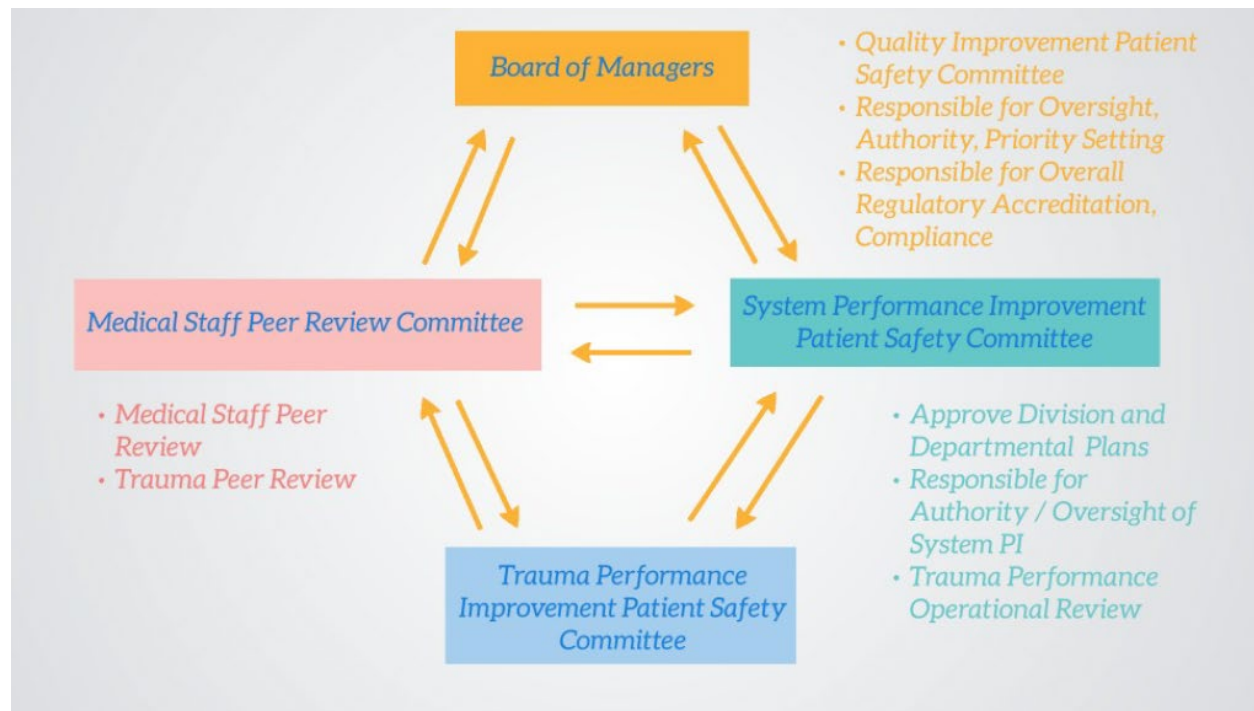 Board of Managers
• Quality Improvement Patient
Safety Committee
• Responsible for Oversight,
Authority, Priority Setting
• Responsible for Overall
Regulatory Accreditation,
Compliance
Medical Staff Peer Review Committee
System Performance Improvement
Patient Safety Committee
• Medical Staff Peer
Review
• Trauma Peer Review
• Approve Division and
Departmental Plans
• Responsible for
Authority / Oversight of
System PI
• Trauma Performance
Operational Review
Trauma Performance
Improvement Patient Safety
Committee